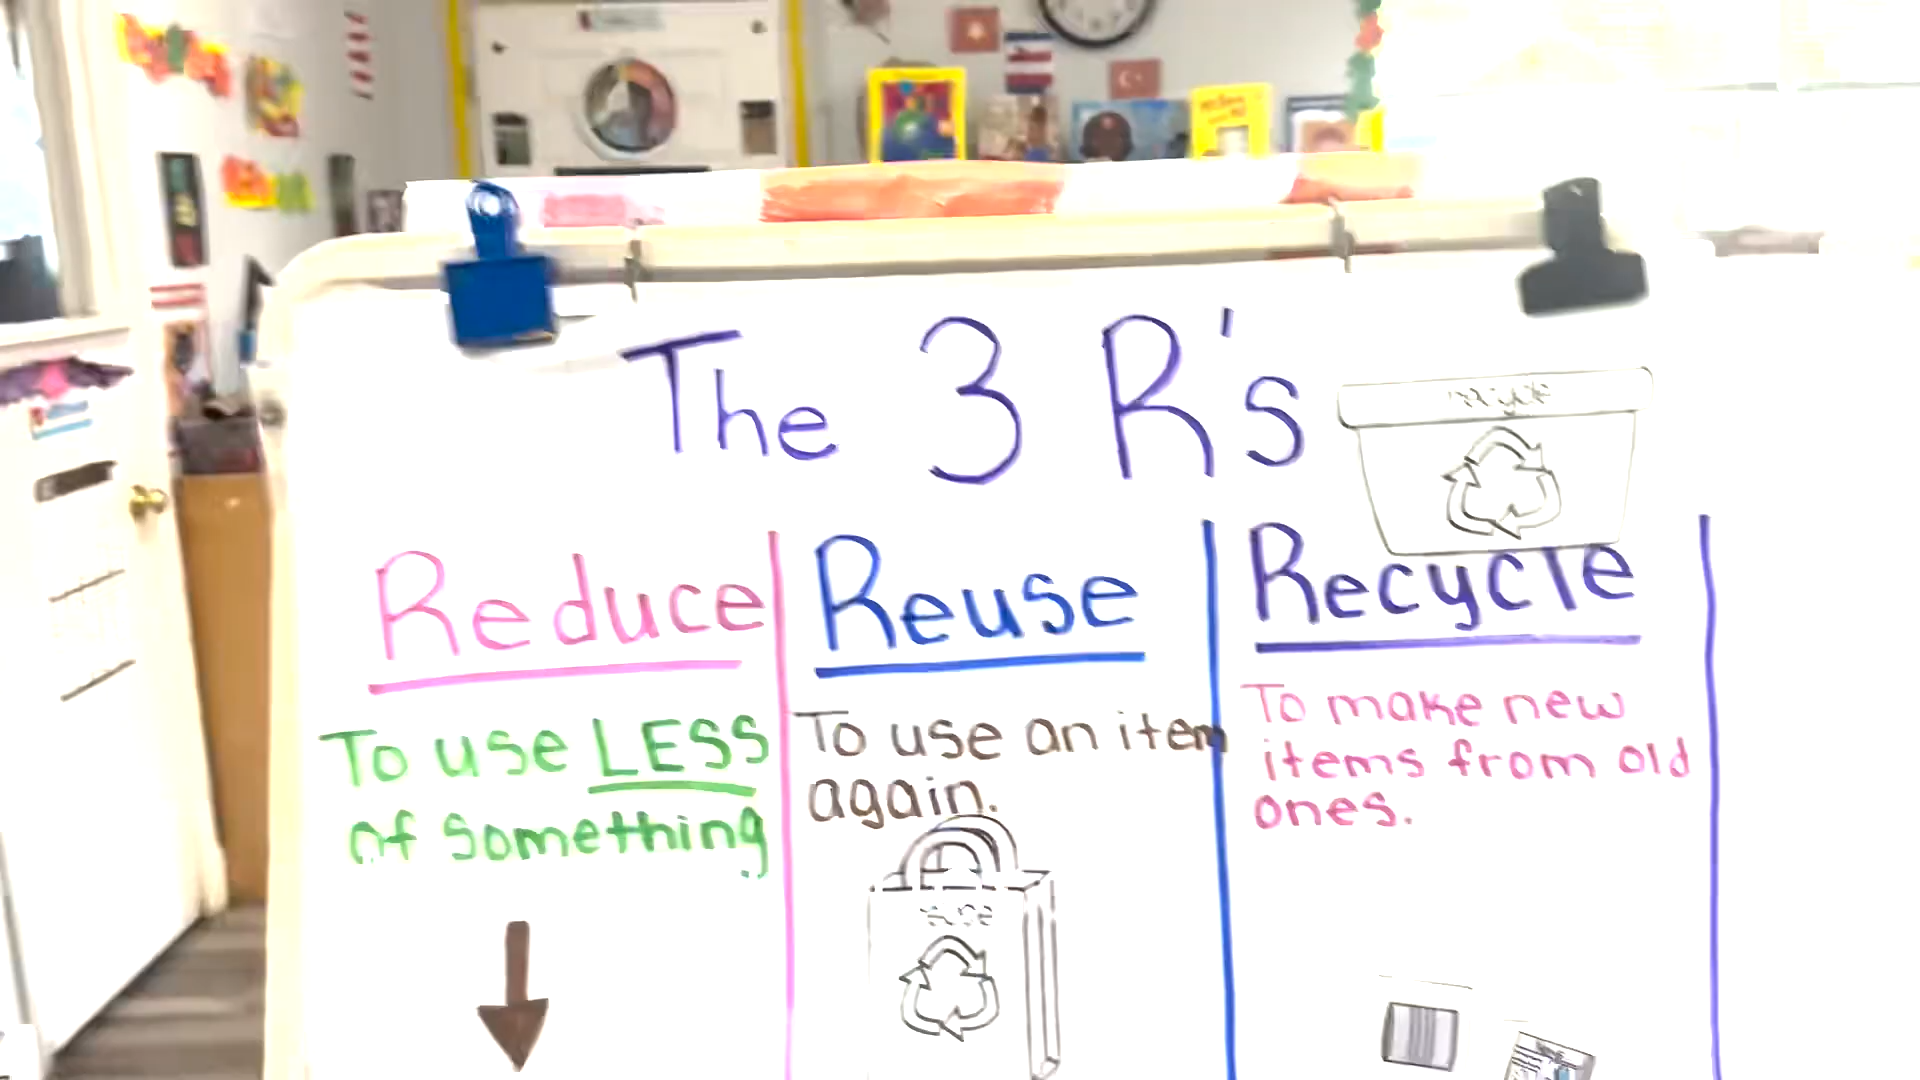 The 3 R's
recycle
Reduce
To use LESS
of something
Reuse
To use an item
again.
Recycle
To make new
items from old
ones.